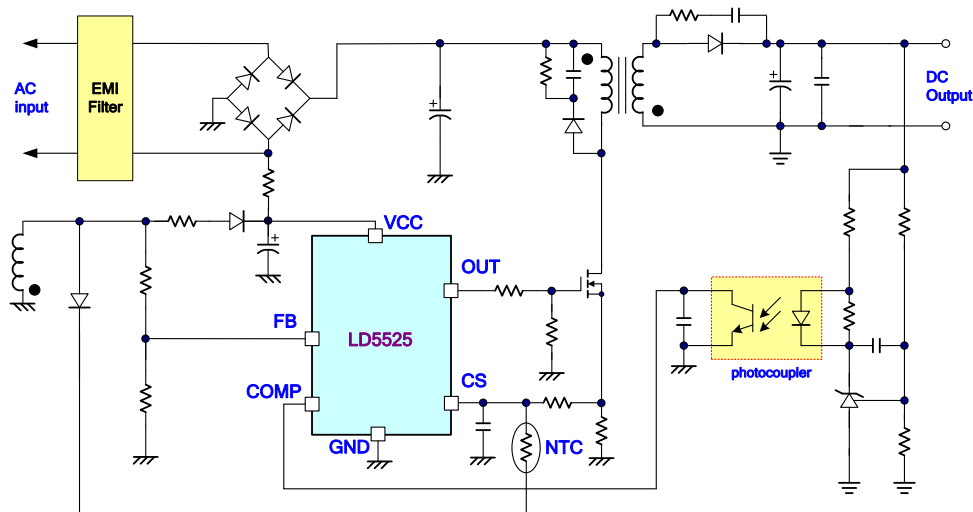 AC
input
EMI
Filter
DC
Output
VCC
OUT
FB
LD5525
COMP
CS
GND
NTC
photocoupler
+
+
+